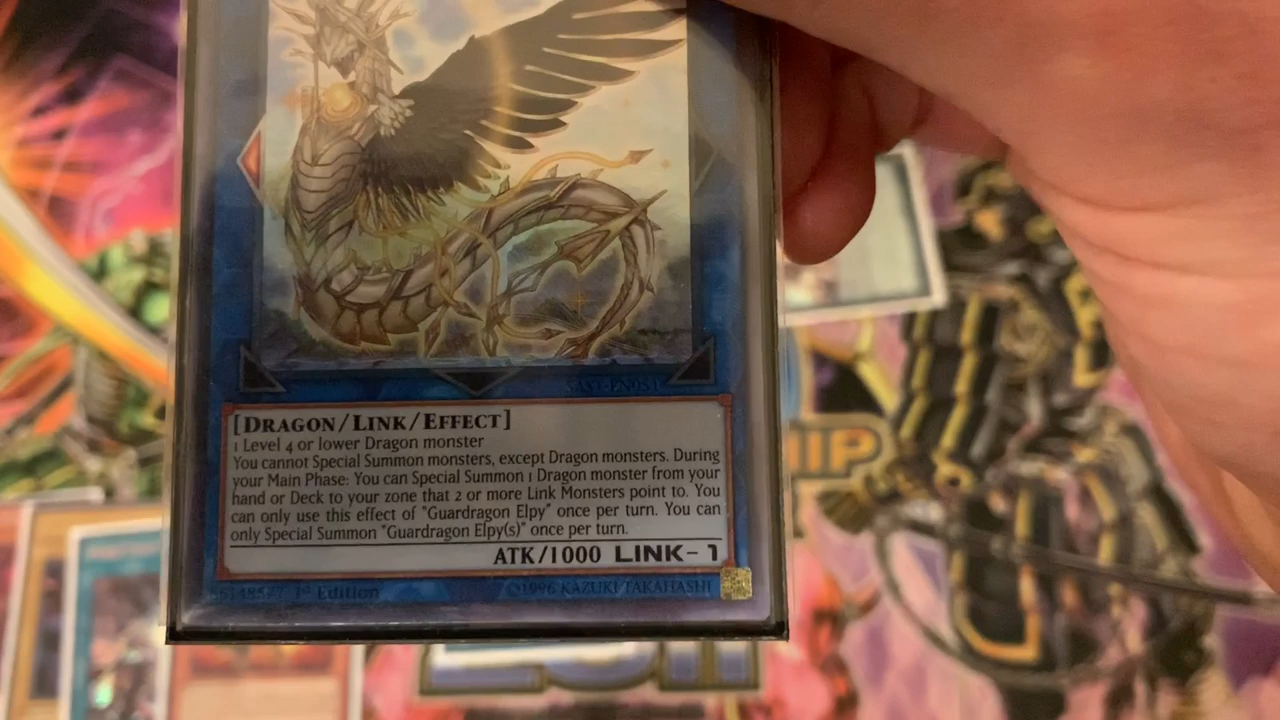 SAST-EN051
[DRAGON/LINK/EFFECT]
1 Level 4 or lower Dragon monster
You cannot Special Summon monsters, except Dragon monsters. During
your Main Phase: You can Special Summon 1 Dragon monster from your
hand or Deck to your zone that 2 or more Link Monsters point to. You
can only use this effect of "Guardragon Elpy" once per turn. You can
only Special Summon "Guardragon Elpy(s)" once per turn.
ATK/1000 LINK-1
1st Edition ©1996 KAZUKI TAKAHASHI